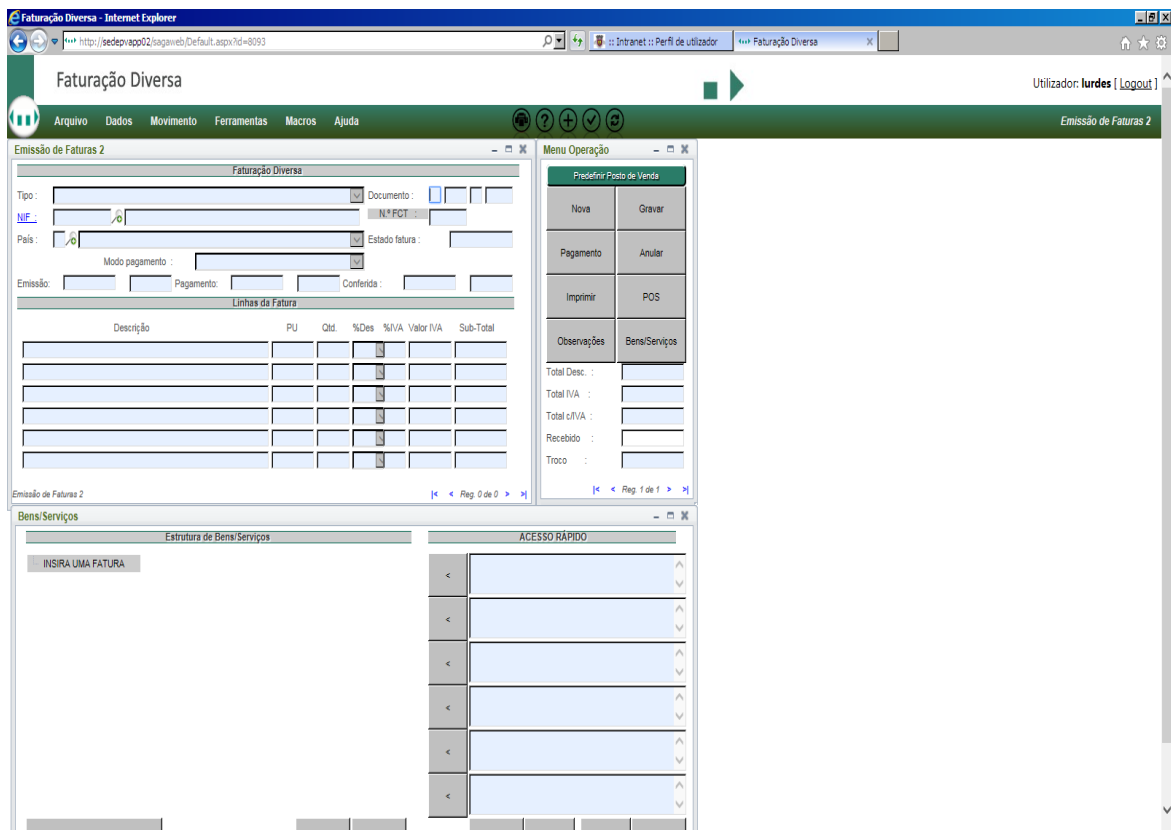 Faturação Diversa - Internet Explorer
http://sedepvapp02/sagaweb/Default.aspx?id=8093
:: Intranet :: Perfil de utilizador
Faturação Diversa
Faturação Diversa
Utilizador: lurdes [ Logout ]
Arquivo Dados Movimento Ferramentas Macros Ajuda
Emissão de Faturas 2
Emissão de Faturas 2
Faturação Diversa
Tipo :
Documento :
NIF :
N.º FCT :
País :
Estado fatura :
Modo pagamento :
Emissão:
Pagamento:
Conferida :
Linhas da Fatura
Descrição PU Qtd. %Des %IVA Valor IVA Sub-Total
Emissão de Faturas 2
|< < Reg. 0 de 0 > >|
Menu Operação
Predefinir Posto de Venda
Nova Gravar
Pagamento Anular
Imprimir POS
Observações Bens/Serviços
Total Desc. :
Total IVA :
Total c/IVA :
Recebido :
Troco :
|< < Reg. 1 de 1 > >|
Bens/Serviços
Estrutura de Bens/Serviços
INSIRA UMA FATURA
ACESSO RÁPIDO
<
<
<
<
<
<